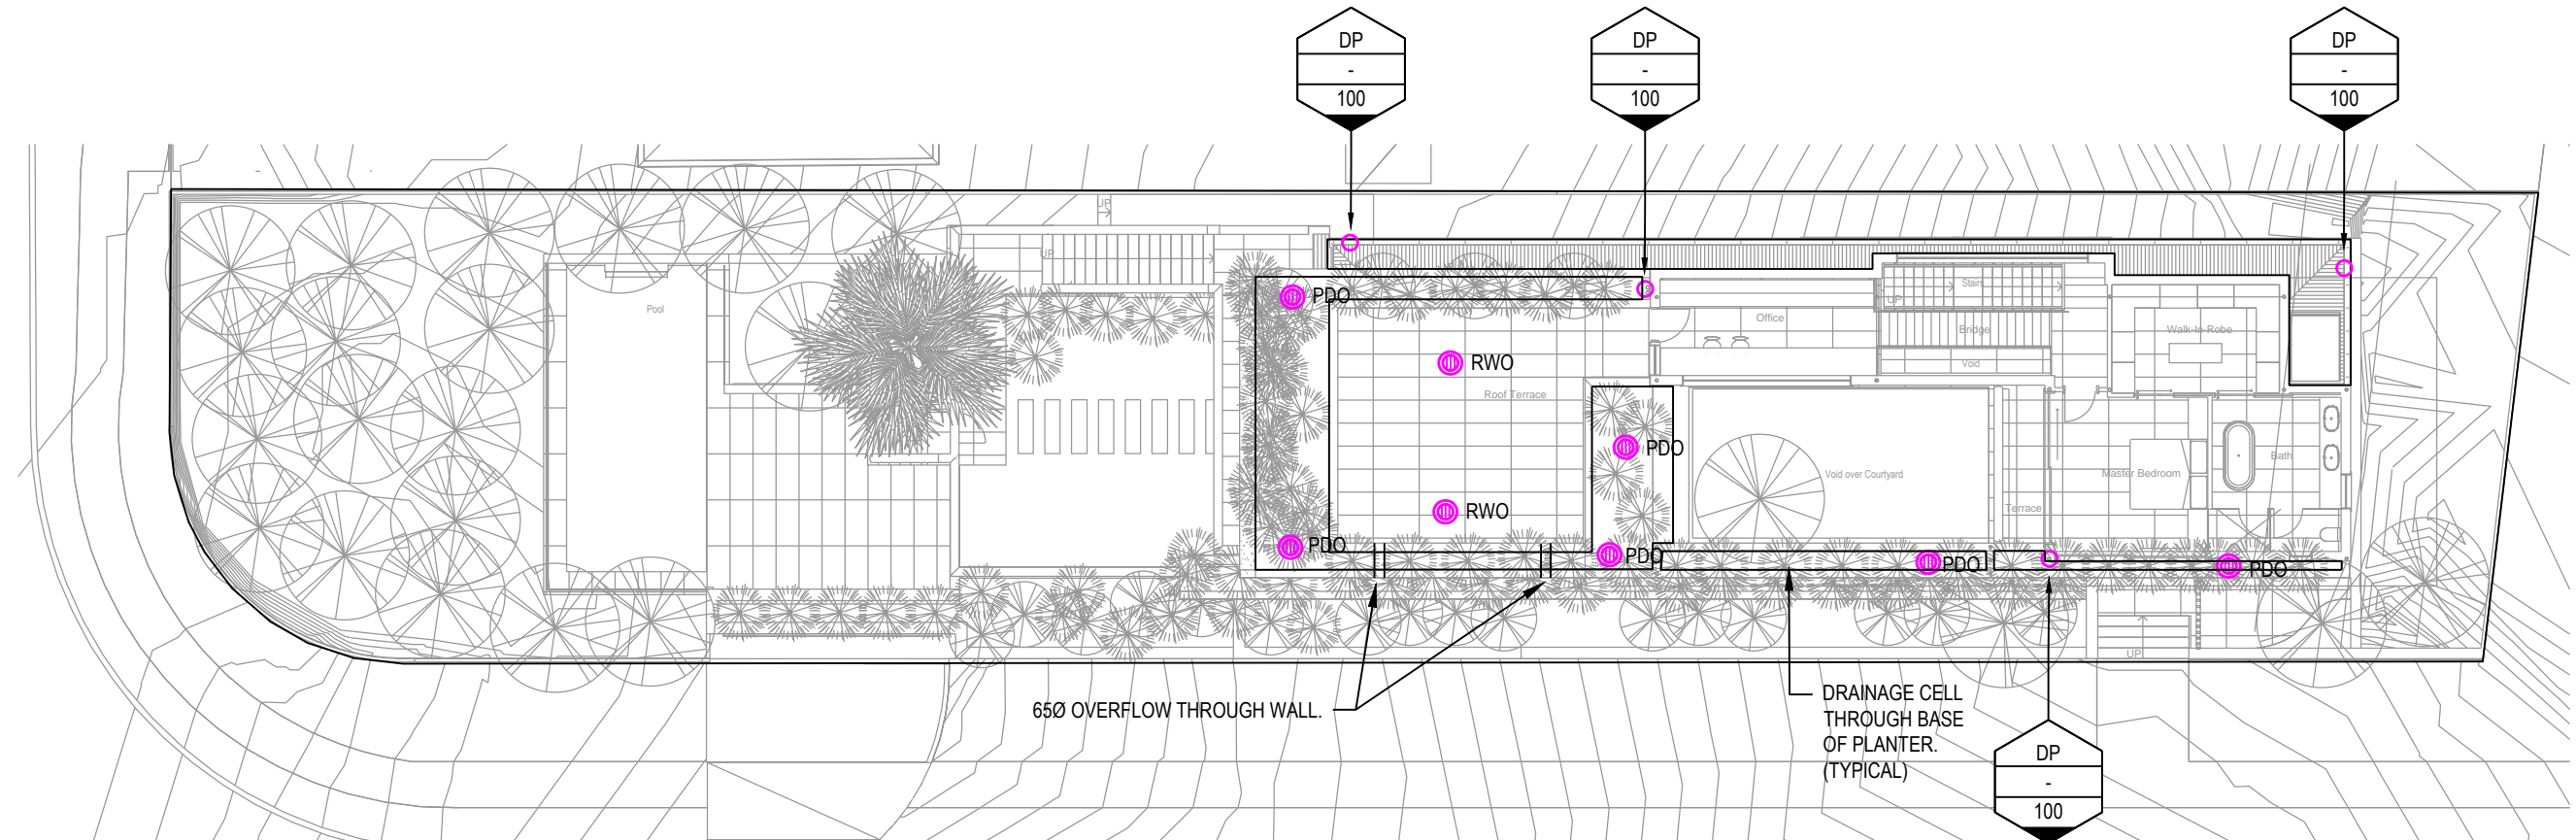 DP
-
100
DP
-
100
DP
-
100
UP
UP
Pool
PDO
RWO
Office
Stairs
UP
Bridge
Void
Walk-In-Robe
Roof Terrace
PDO
Void over Courtyard
Master Bedroom
Bath
RWO
Terrace
PDO
PDO
PDO
PDO
UP
65Ø OVERFLOW THROUGH WALL.
DRAINAGE CELL
THROUGH BASE
OF PLANTER.
(TYPICAL)
DP
-
100